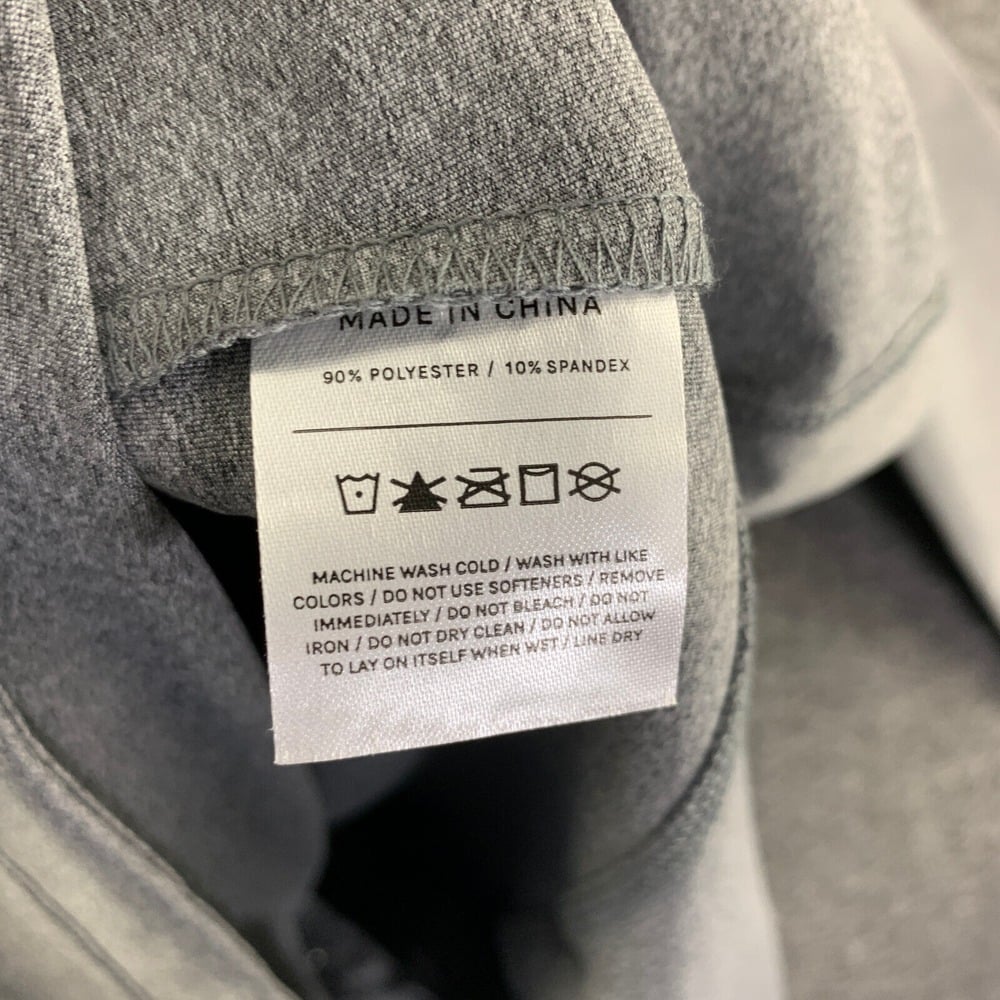 MADE IN CHINA
90% POLYESTER / 10% SPANDEX
MACHINE WASH COLD / WASH WITH LIKE
COLORS / DO NOT USE SOFTENERS / REMOVE
IMMEDIATELY / DO NOT BLEACH / DO NOT
IRON / DO NOT DRY CLEAN / DO NOT ALLOW
TO LAY ON ITSELF WHEN WET / LINE DRY